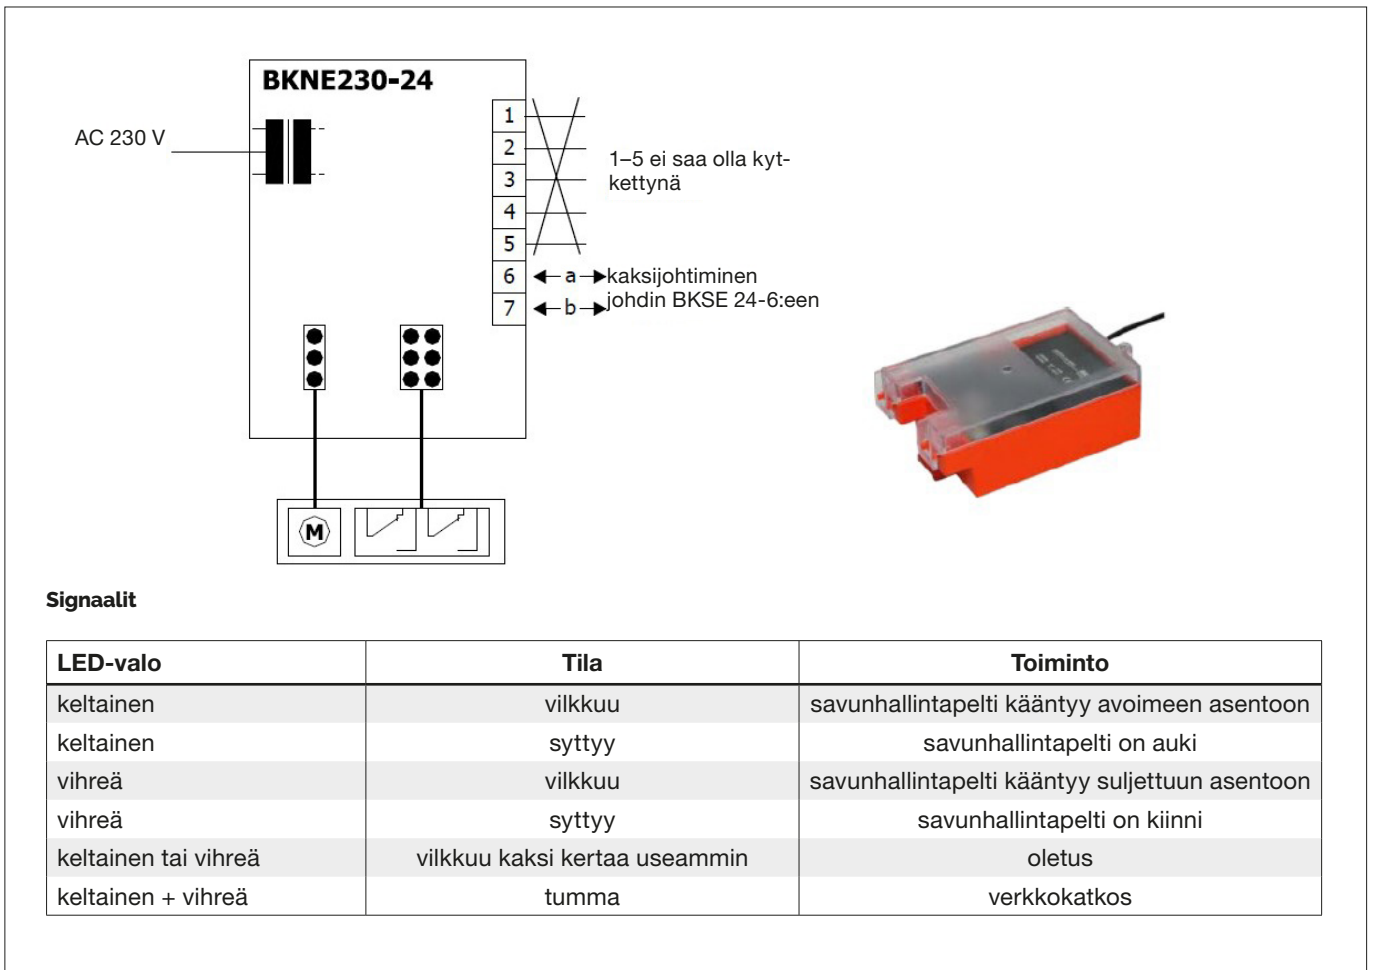 BKNE230-24
AC 230 V
1
2
3
4
5
6
7
1–5 ei saa olla kyt-
kettynä
a
kaksijohtiminen
b
johdin BKSE 24-6:een
M
Signaalit
LED-valo Tila Toiminto
keltainen vilkkuu savunhallintapelti kääntyy avoimeen asentoon
keltainen syttyy savunhallintapelti on auki
vihreä vilkkuu savunhallintapelti kääntyy suljettuun asentoon
vihreä syttyy savunhallintapelti on kiinni
keltainen tai vihreä vilkkuu kaksi kertaa useammin oletus
keltainen + vihreä tumma verkkokatkos